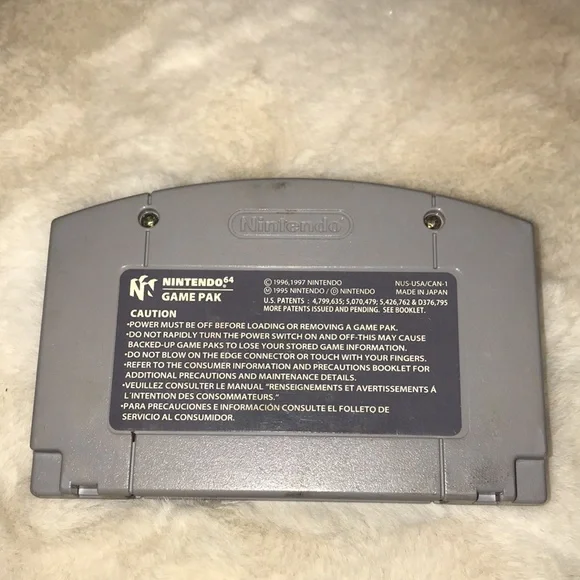 Nintendo
NINTENDO64
GAME PAK
© 1996,1997 NINTENDO
Ⓜ 1995 NINTENDO / Ⓓ NINTENDO
NUS-USA/CAN-1
MADE IN JAPAN
U.S. PATENTS : 4,799,635; 5,070,479; 5,426,762 & D376,795
MORE PATENTS ISSUED AND PENDING. SEE BOOKLET.
CAUTION
•POWER MUST BE OFF BEFORE LOADING OR REMOVING A GAME PAK.
•DO NOT RAPIDLY TURN THE POWER SWITCH ON AND OFF-THIS MAY CAUSE
BACKED-UP GAME PAKS TO LOSE YOUR STORED GAME INFORMATION.
•DO NOT BLOW ON THE EDGE CONNECTOR OR TOUCH WITH YOUR FINGERS.
•REFER TO THE CONSUMER INFORMATION AND PRECAUTIONS BOOKLET FOR
ADDITIONAL PRECAUTIONS AND MAINTENANCE DETAILS.
•VEUILLEZ CONSULTER LE MANUAL "RENSEIGNEMENTS ET AVERTISSEMENTS À
L'INTENTION DES CONSOMMATEURS."
•PARA PRECAUCIONES E INFORMACIÓN CONSULTE EL FOLLETO DE
SERVICIO AL CONSUMIDOR.